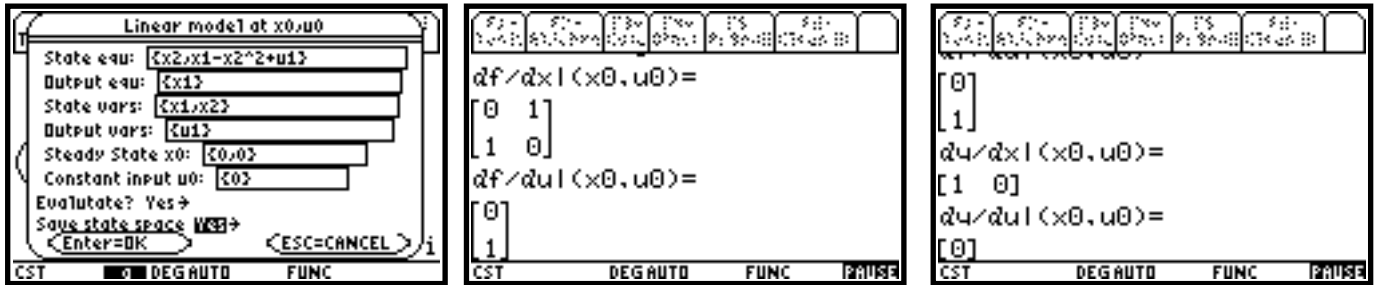 Linear model at x0,u0
State equ: {x2,x1-x2^2+u1}
Output equ: {x1}
State vars: {x1,x2}
Output vars: {u1}
Steady State x0: {0,0}
Constant input u0: {0}
Evalutate? Yes→
Save state space Yes→
<Enter=OK> <ESC=CANCEL>
CST DEG AUTO FUNC
df/dx|(x0,u0)=
[0 1]
[1 0]
df/du|(x0,u0)=
[0]
[1]
CST DEG AUTO FUNC PAUSE
[0]
[1]
dy/dx|(x0,u0)=
[1 0]
dy/du|(x0,u0)=
[0]
CST DEG AUTO FUNC PAUSE